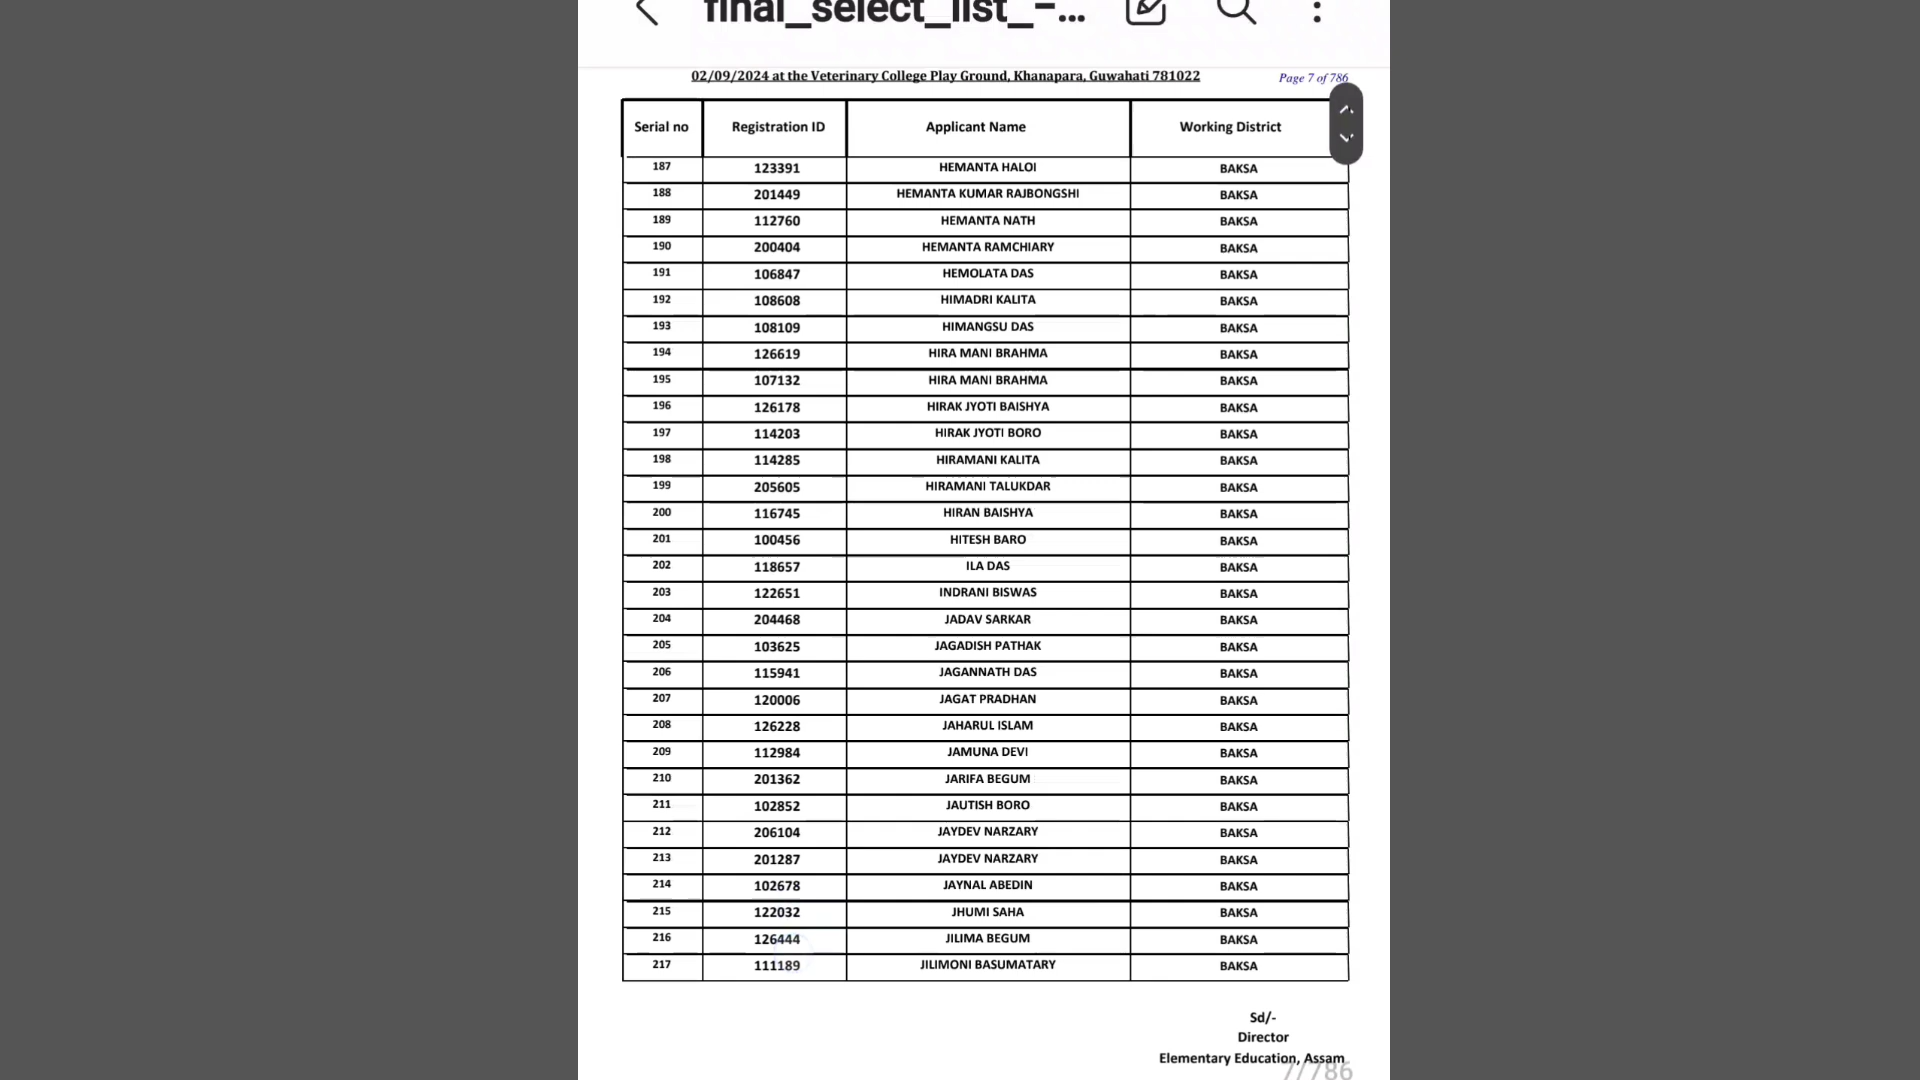 final_select_list_-...
02/09/2024 at the Veterinary College Play Ground, Khanapara, Guwahati 781022 Page 7 of 786
Serial no Registration ID Applicant Name Working District
187 123391 HEMANTA HALOI BAKSA
188 201449 HEMANTA KUMAR RAJBONGSHI BAKSA
189 112760 HEMANTA NATH BAKSA
190 200404 HEMANTA RAMCHIARY BAKSA
191 106847 HEMOLATA DAS BAKSA
192 108608 HIMADRI KALITA BAKSA
193 108109 HIMANGSU DAS BAKSA
194 126619 HIRA MANI BRAHMA BAKSA
195 107132 HIRA MANI BRAHMA BAKSA
196 126178 HIRAK JYOTI BAISHYA BAKSA
197 114203 HIRAK JYOTI BORO BAKSA
198 114285 HIRAMANI KALITA BAKSA
199 205605 HIRAMANI TALUKDAR BAKSA
200 116745 HIRAN BAISHYA BAKSA
201 100456 HITESH BARO BAKSA
202 118657 ILA DAS BAKSA
203 122651 INDRANI BISWAS BAKSA
204 204468 JADAV SARKAR BAKSA
205 103625 JAGADISH PATHAK BAKSA
206 115941 JAGANNATH DAS BAKSA
207 120006 JAGAT PRADHAN BAKSA
208 126228 JAHARUL ISLAM BAKSA
209 112984 JAMUNA DEVI BAKSA
210 201362 JARIFA BEGUM BAKSA
211 102852 JAUTISH BORO BAKSA
212 206104 JAYDEV NARZARY BAKSA
213 201287 JAYDEV NARZARY BAKSA
214 102678 JAYNAL ABEDIN BAKSA
215 122032 JHUMI SAHA BAKSA
216 126444 JILIMA BEGUM BAKSA
217 111189 JILIMONI BASUMATARY BAKSA
Sd/-
Director
Elementary Education, Assam
7/786